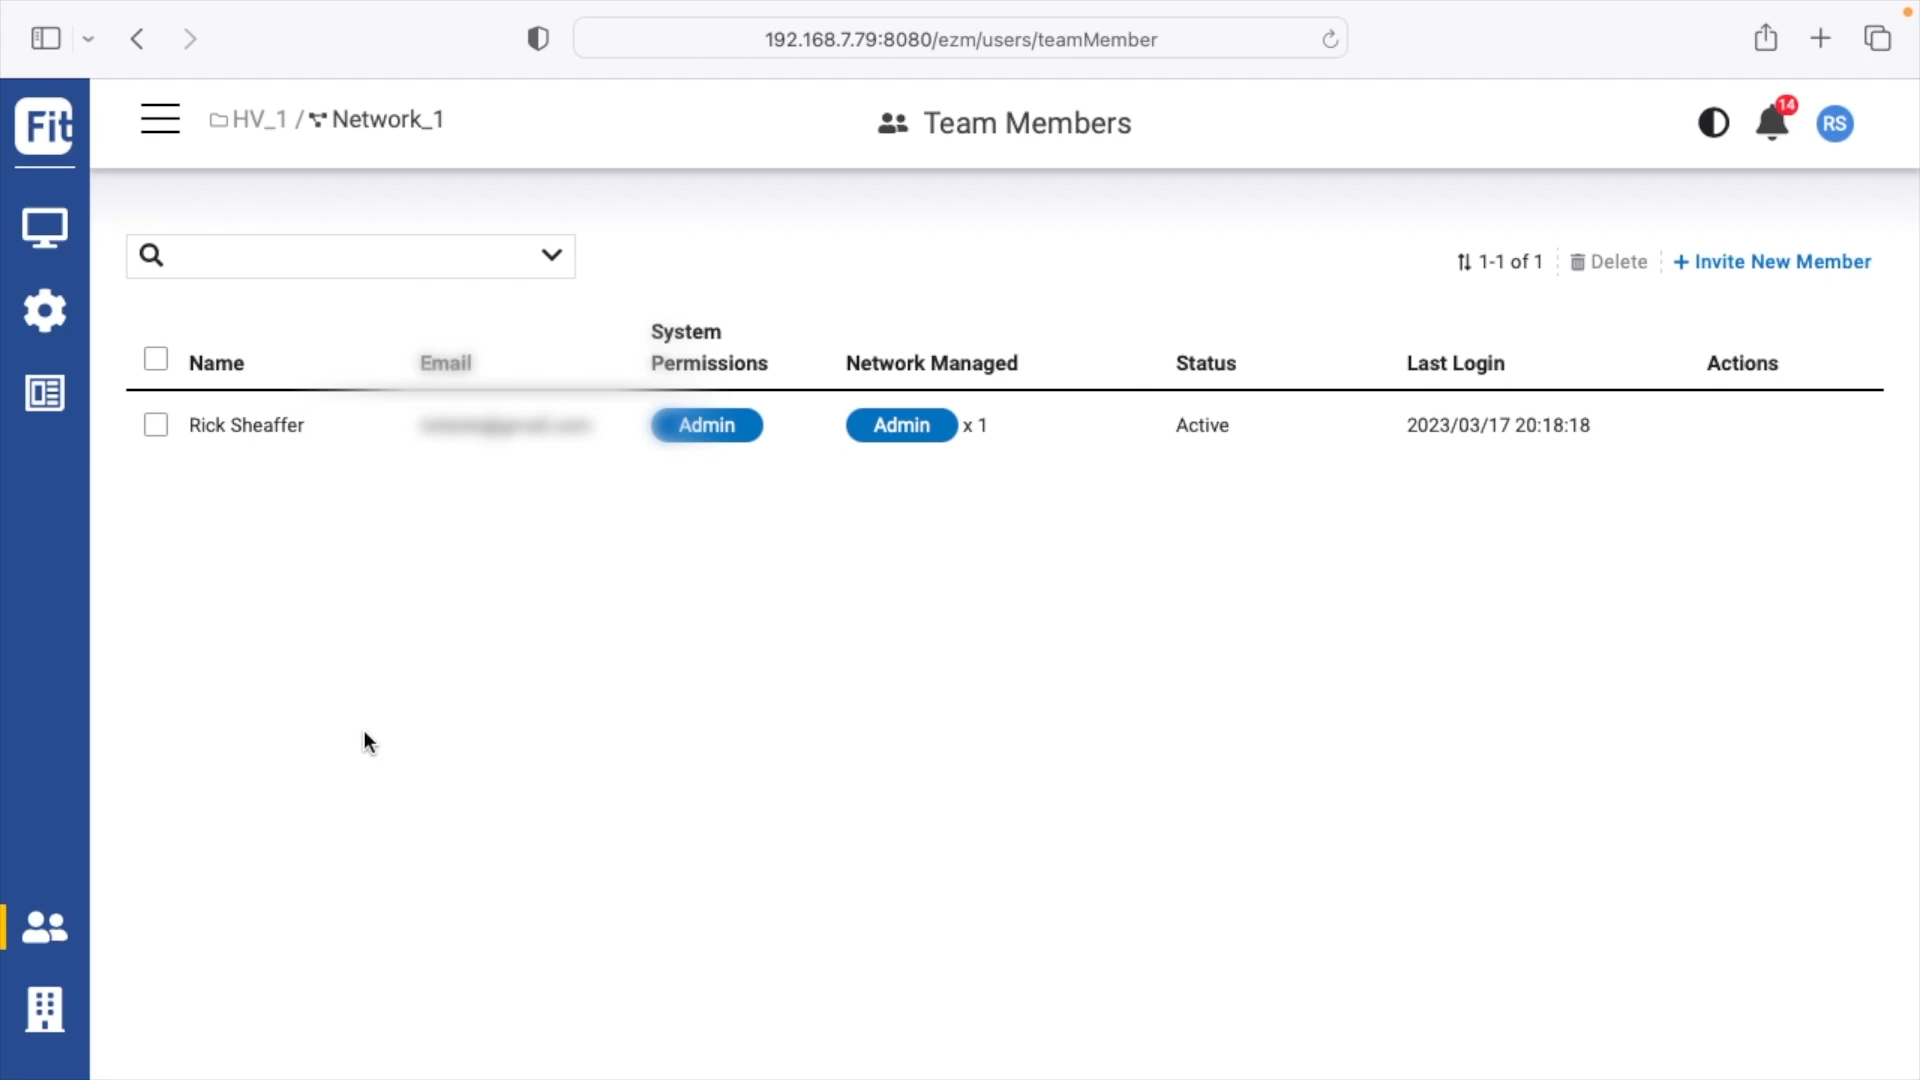 192.168.7.79:8080/ezm/users/teamMember
Fit
HV_1 / Network_1
Team Members
14
RS
1-1 of 1
Delete
+ Invite New Member
Name
Email
System
Permissions
Network Managed
Status
Last Login
Actions
Rick Sheaffer
Admin
Admin x 1
Active
2023/03/17 20:18:18